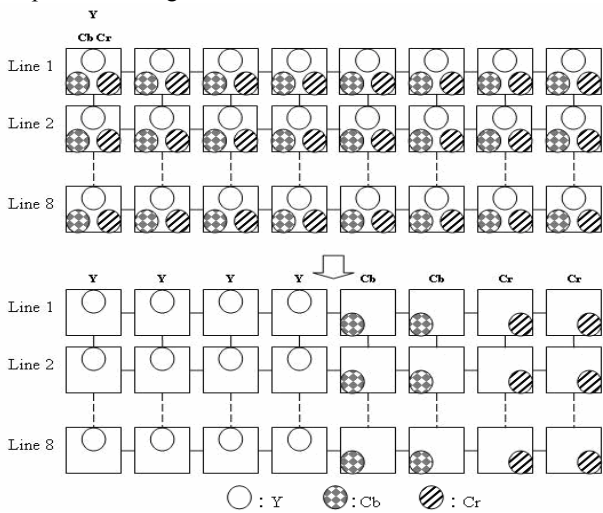 Y
Cb Cr
Line 1
Line 2
Line 8
Y Y Y Y Cb Cb Cr Cr
Line 1
Line 2
Line 8
: Y : Cb : Cr